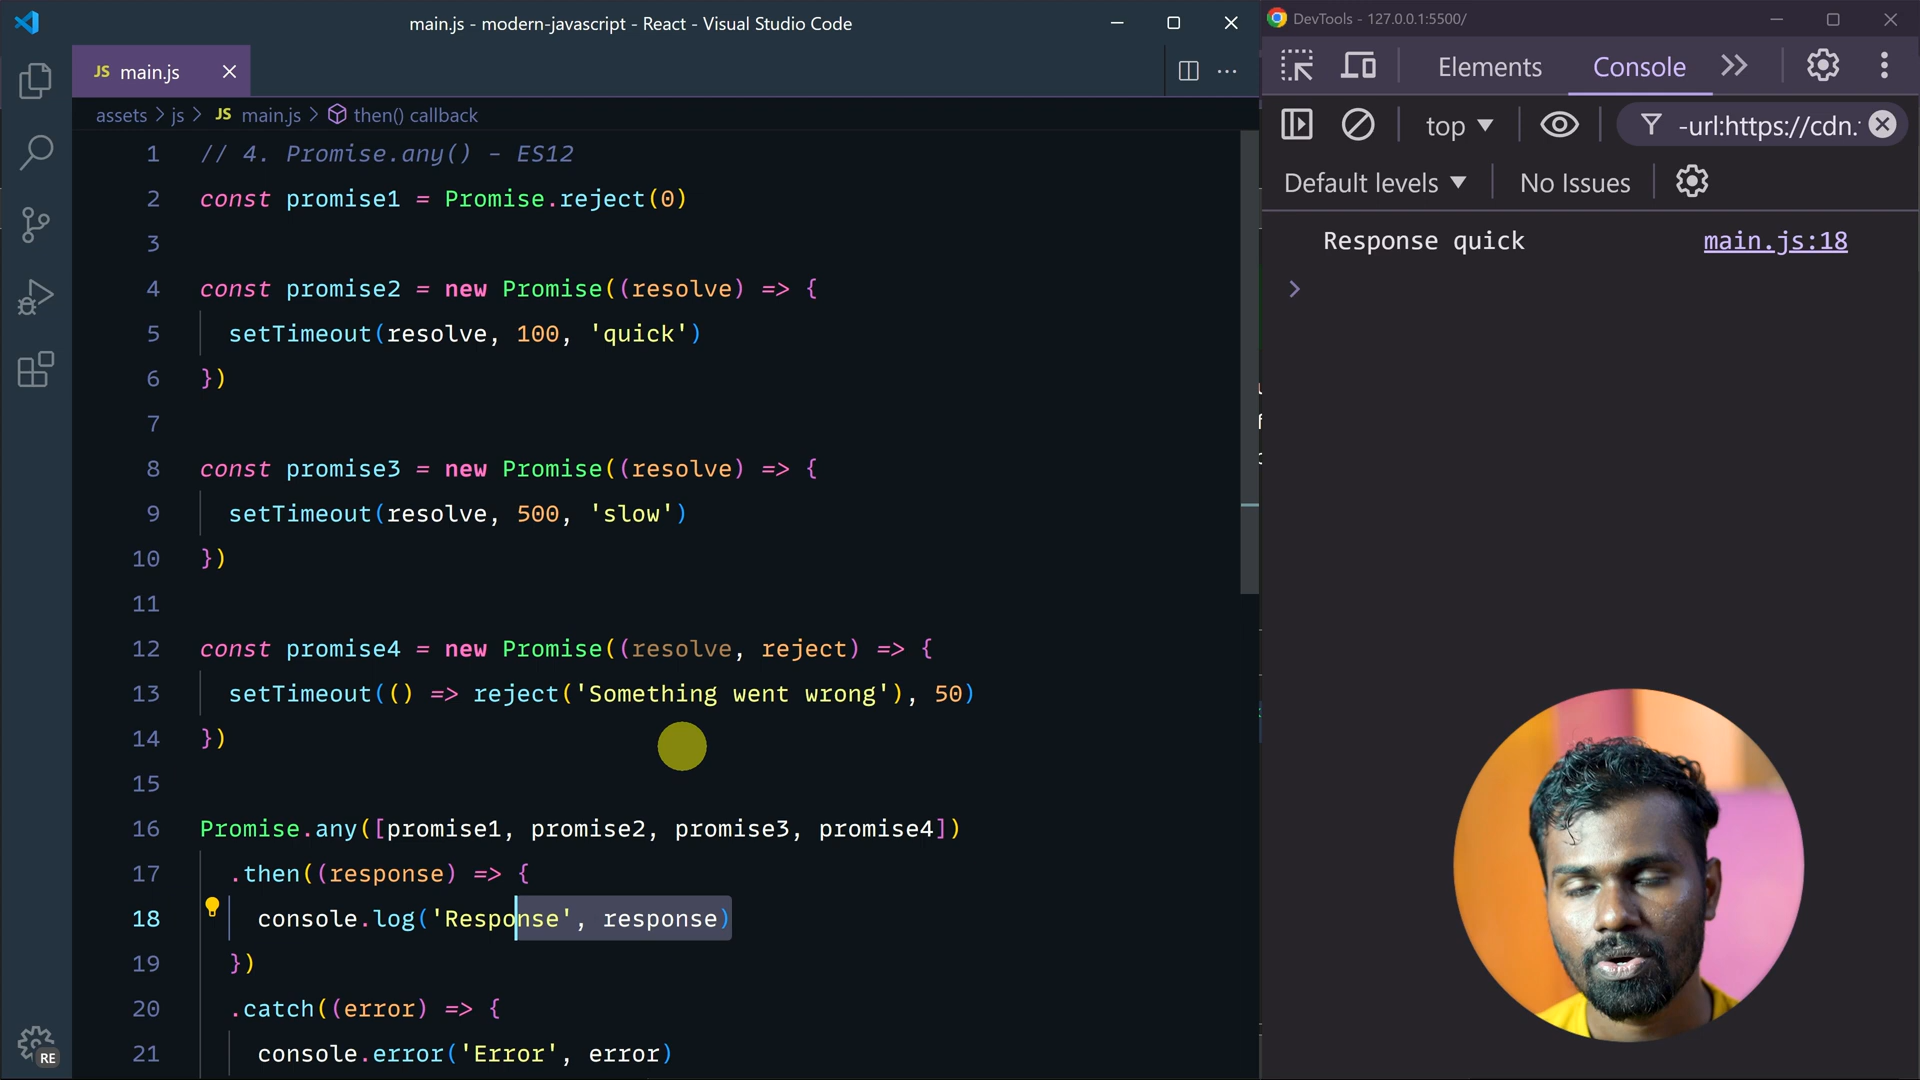 main.js - modern-javascript - React - Visual Studio Code
JS main.js
assets > js > JS main.js > then() callback
1 // 4. Promise.any() - ES12
2 const promise1 = Promise.reject(0)
3
4 const promise2 = new Promise((resolve) => {
5 setTimeout(resolve, 100, 'quick')
6 })
7
8 const promise3 = new Promise((resolve) => {
9 setTimeout(resolve, 500, 'slow')
10 })
11
12 const promise4 = new Promise((resolve, reject) => {
13 setTimeout(() => reject('Something went wrong'), 50)
14 })
15
16 Promise.any([promise1, promise2, promise3, promise4])
17 .then((response) => {
18 console.log('Response', response)
19 })
20 .catch((error) => {
21 console.error('Error', error)
RE
DevTools - 127.0.0.1:5500/
Elements Console
top -url:https://cdn.
Default levels No Issues
Response quick main.js:18